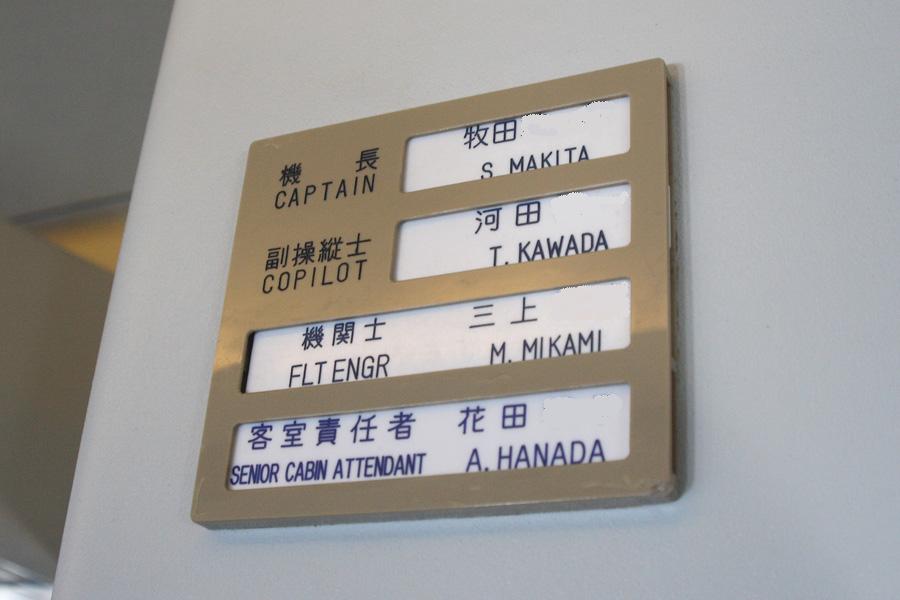 機長 牧田
CAPTAIN S. MAKITA
副操縦士 河田
COPILOT T. KAWADA
機関士 三上
FLT ENGR M. MIKAMI
客室責任者 花田
SENIOR CABIN ATTENDANT A. HANADA